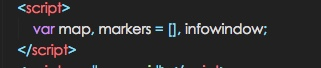 <script>
var map, markers = [], infowindow;
</script>